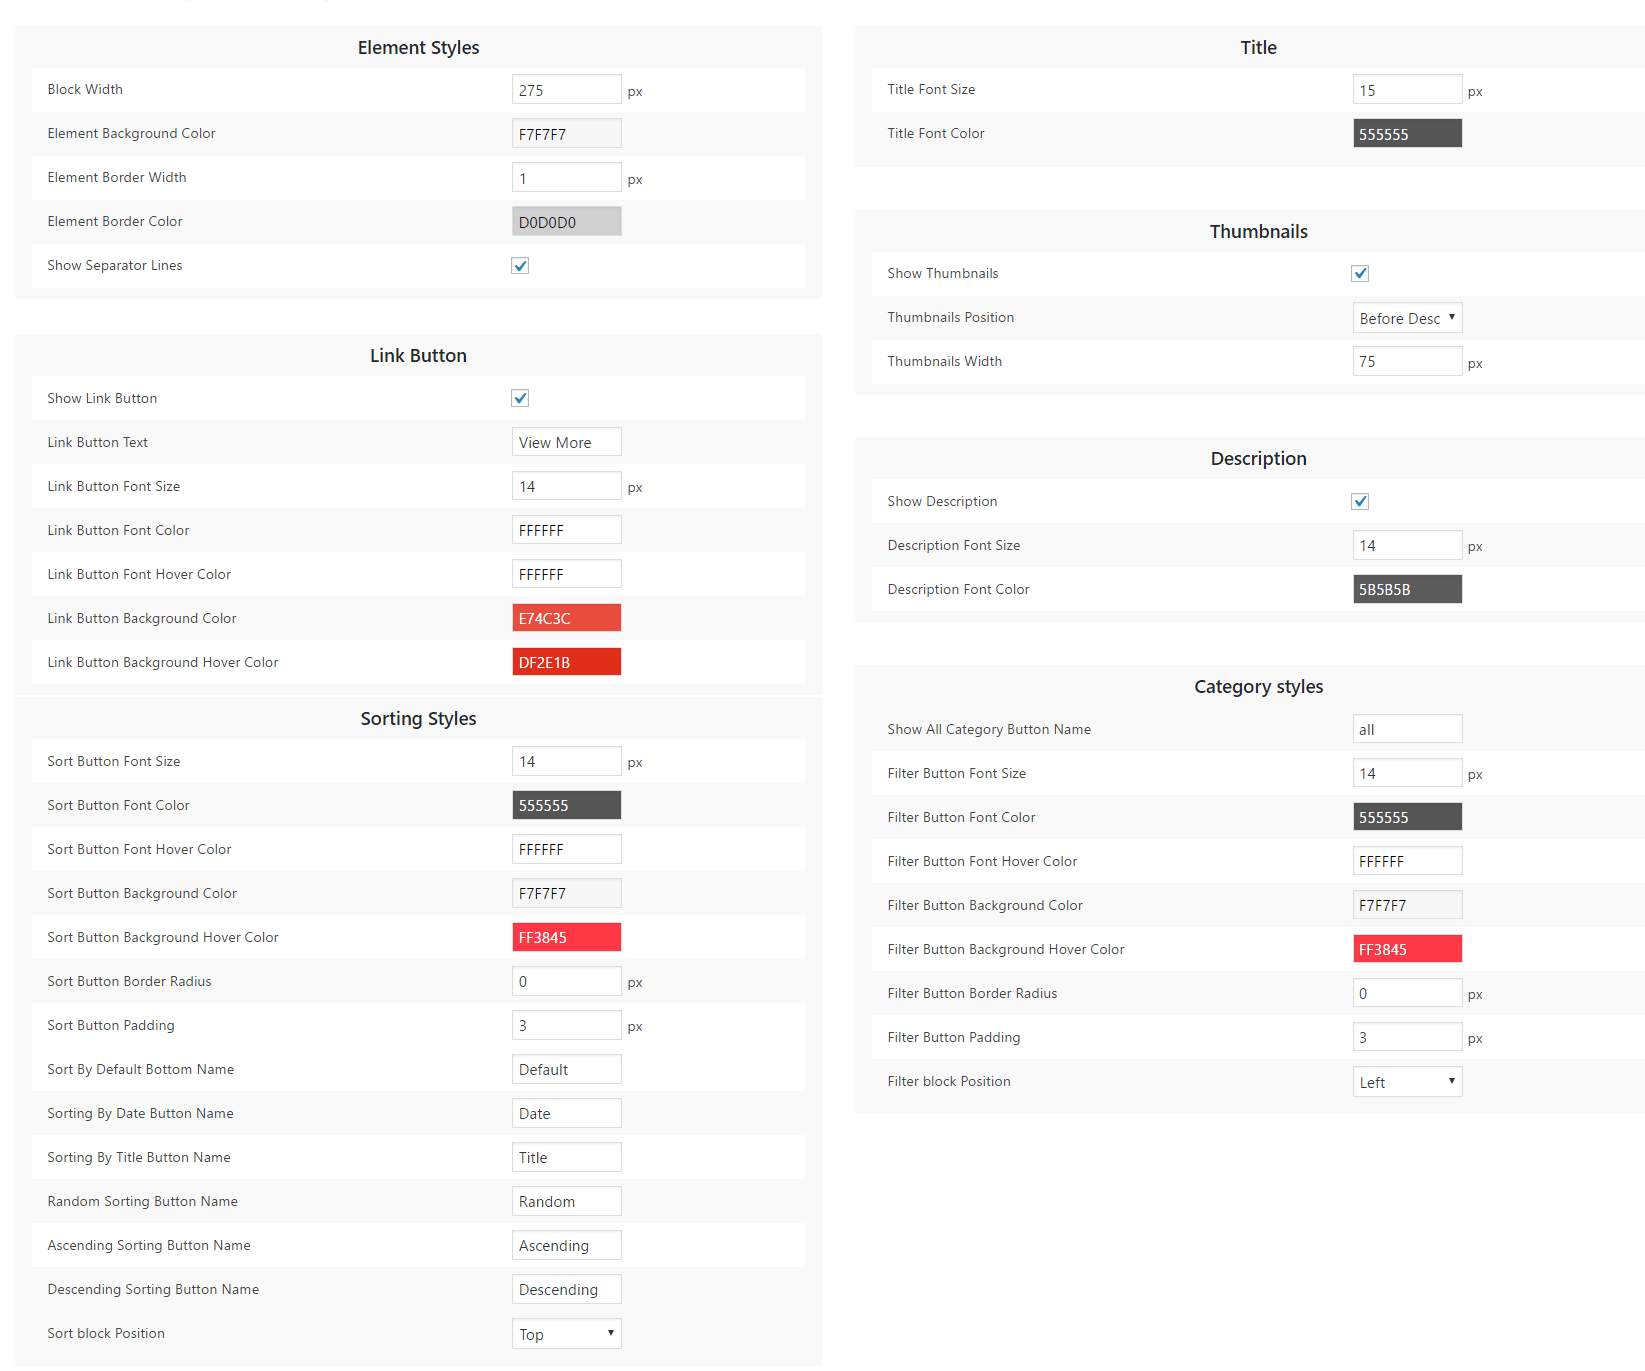 Element Styles
Block Width 275 px
Element Background Color F7F7F7
Element Border Width 1 px
Element Border Color D0D0D0
Show Separator Lines
Link Button
Show Link Button
Link Button Text View More
Link Button Font Size 14 px
Link Button Font Color FFFFFF
Link Button Font Hover Color FFFFFF
Link Button Background Color E74C3C
Link Button Background Hover Color DF2E1B
Sorting Styles
Sort Button Font Size 14 px
Sort Button Font Color 555555
Sort Button Font Hover Color FFFFFF
Sort Button Background Color F7F7F7
Sort Button Background Hover Color FF3845
Sort Button Border Radius 0 px
Sort Button Padding 3 px
Sort By Default Bottom Name Default
Sorting By Date Button Name Date
Sorting By Title Button Name Title
Random Sorting Button Name Random
Ascending Sorting Button Name Ascending
Descending Sorting Button Name Descending
Sort block Position Top
Title
Title Font Size 15 px
Title Font Color 555555
Thumbnails
Show Thumbnails
Thumbnails Position Before Desc
Thumbnails Width 75 px
Description
Show Description
Description Font Size 14 px
Description Font Color 5B5B5B
Category styles
Show All Category Button Name all
Filter Button Font Size 14 px
Filter Button Font Color 555555
Filter Button Font Hover Color FFFFFF
Filter Button Background Color F7F7F7
Filter Button Background Hover Color FF3845
Filter Button Border Radius 0 px
Filter Button Padding 3 px
Filter block Position Left